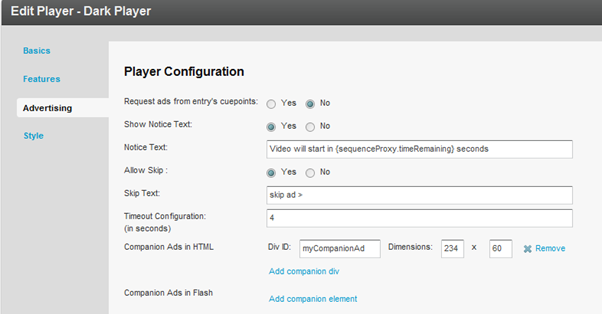 Edit Player - Dark Player
Basics
Features
Advertising
Style
Player Configuration
Request ads from entry's cuepoints: Yes No
Show Notice Text: Yes No
Notice Text: Video will start in {sequenceProxy.timeRemaining} seconds
Allow Skip : Yes No
Skip Text: skip ad >
Timeout Configuration: 4
(in seconds)
Companion Ads in HTML Div ID: myCompanionAd Dimensions: 234 x 60 Remove
Add companion div
Companion Ads in Flash Add companion element